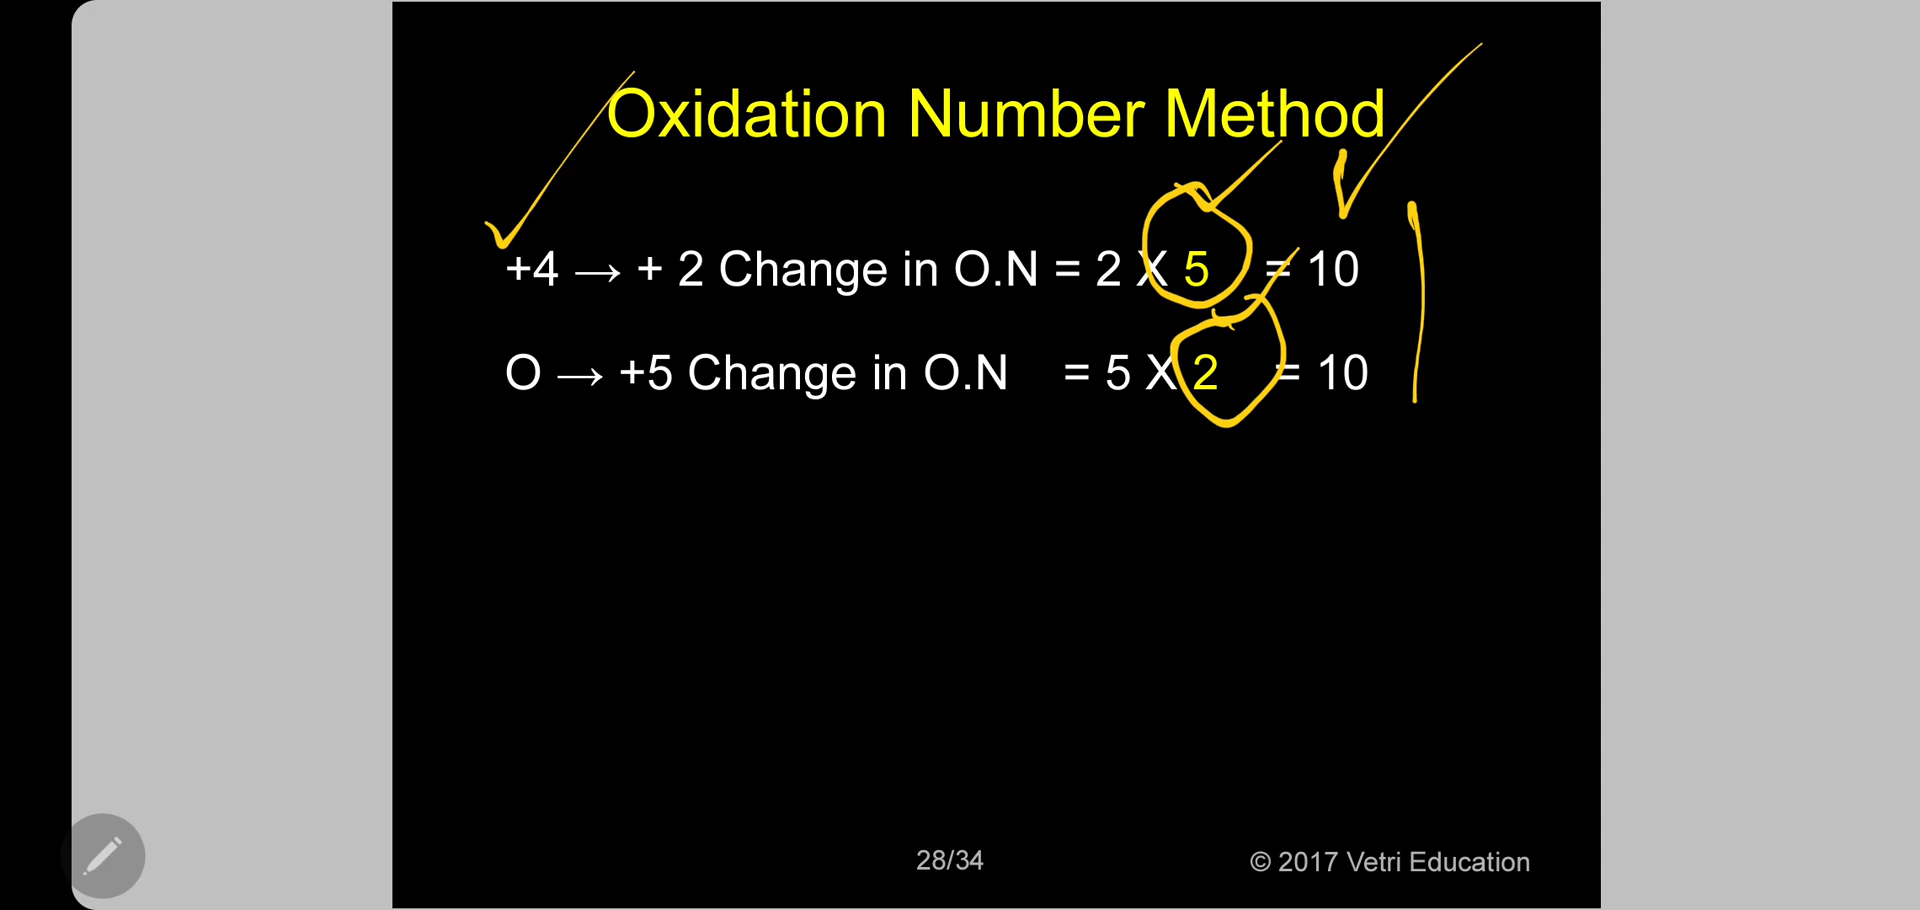 Oxidation Number Method
+4 → + 2 Change in O.N = 2 X 5 = 10
O → +5 Change in O.N = 5 X 2 = 10
28/34
© 2017 Vetri Education